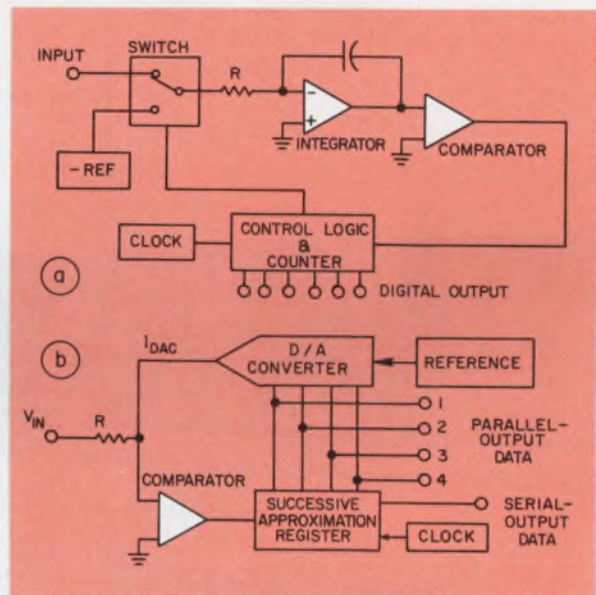 SWITCH
INPUT
R
-
+
INTEGRATOR
COMPARATOR
– REF
CLOCK
CONTROL LOGIC
&
COUNTER
DIGITAL OUTPUT
a
b
I DAC
D / A
CONVERTER
REFERENCE
V IN
R
1
2
3
4
PARALLEL-
OUTPUT
DATA
COMPARATOR
SUCCESSIVE
APPROXIMATION
REGISTER
SERIAL-
OUTPUT
DATA
CLOCK